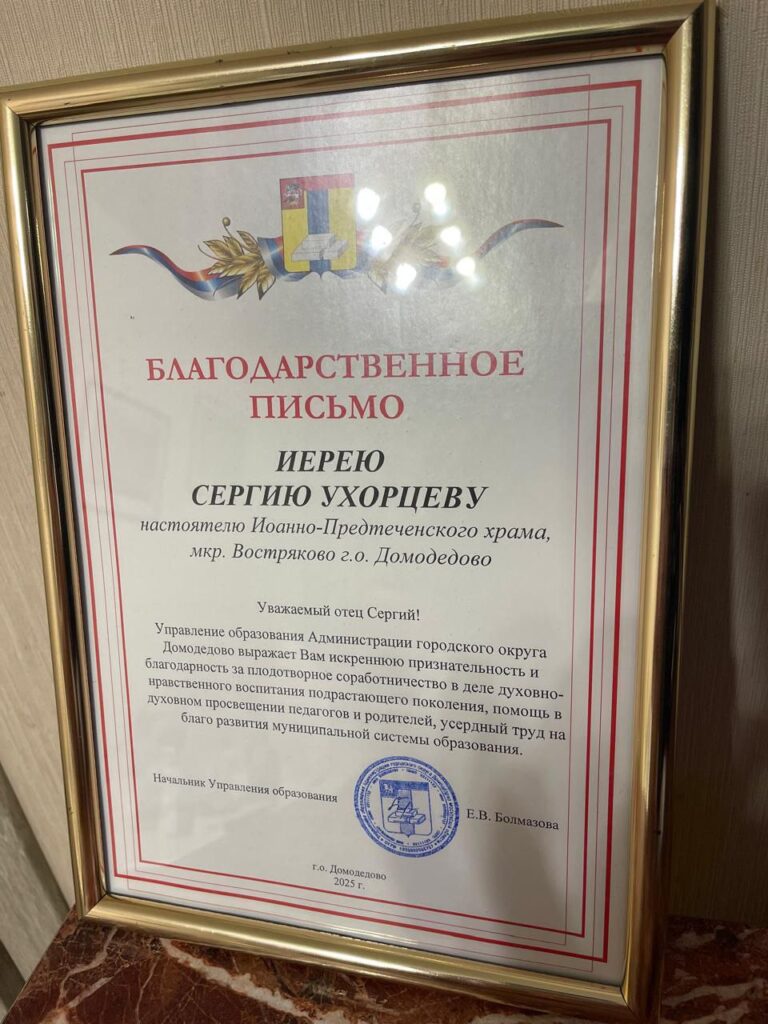 БЛАГОДАРСТВЕННОЕ
ПИСЬМО
ИЕРЕЮ
СЕРГИЮ УХОРЦЕВУ
настоятелю Иоанно-Предтеченского храма,
мкр. Востряково г.о. Домодедово
Уважаемый отец Сергий!
Управление образования Администрации городского округа
Домодедово выражает Вам искреннюю признательность и
благодарность за плодотворное соработничество в деле духовно-
нравственного воспитания подрастающего поколения, помощь в
духовном просвещении педагогов и родителей, усердный труд на
благо развития муниципальной системы образования.
Начальник Управления образования
Е.В. Болмазова
г.о. Домодедово
2025 г.